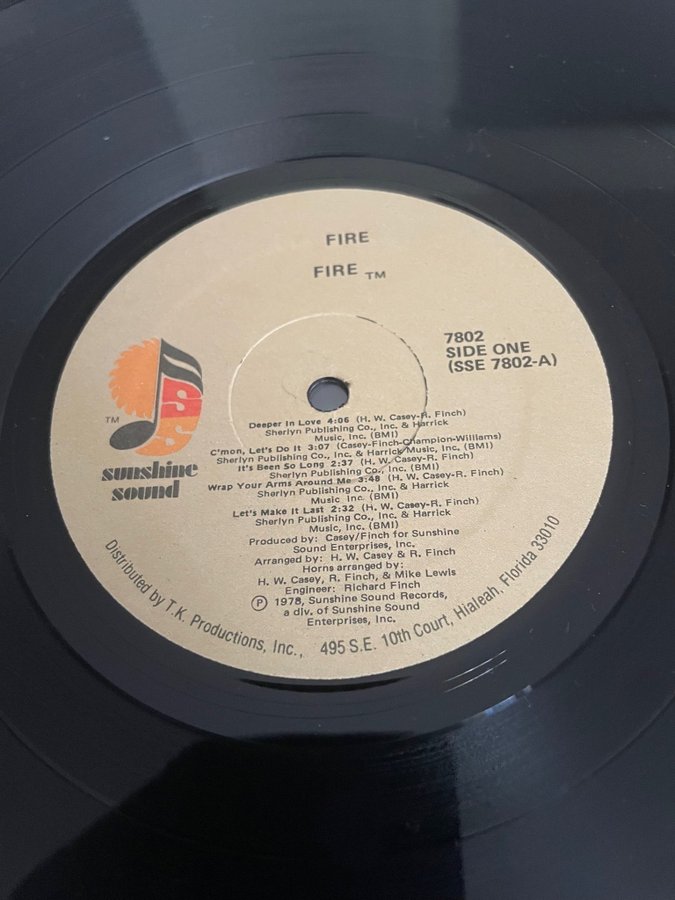 FIRE
FIRE TM
7802
SIDE ONE
(SSE 7802-A)
TM
SS
sunshine
sound
Deeper In Love 4:06 (H. W. Casey-R. Finch)
Sherlyn Publishing Co., Inc. & Harrick
Music, Inc. (BMI)
C'mon, Let's Do It 3:07 (Casey-Finch-Champion-Williams)
Sherlyn Publishing Co., Inc. & Harrick Music, Inc. (BMI)
It's Been So Long 2:37 (H. W. Casey-R. Finch)
Sherlyn Publishing Co., Inc. & Harrick
Music, Inc. (BMI)
Wrap Your Arms Around Me 3:48 (H. W. Casey-R. Finch)
Sherlyn Publishing Co., Inc. & Harrick
Music Inc. (BMI)
Let's Make It Last 2:32 (H. W. Casey-R. Finch)
Sherlyn Publishing Co., Inc. & Harrick
Music, Inc. (BMI)
Produced by: Casey/Finch for Sunshine
Sound Enterprises, Inc.
Arranged by: H. W. Casey & R. Finch
Horns arranged by:
H. W. Casey, R. Finch, & Mike Lewis
Engineer: Richard Finch
℗ 1978, Sunshine Sound Records,
a div. of Sunshine Sound
Enterprises, Inc.
Distributed by T.K. Productions, Inc., 495 S.E. 10th Court, Hialeah, Florida 33010